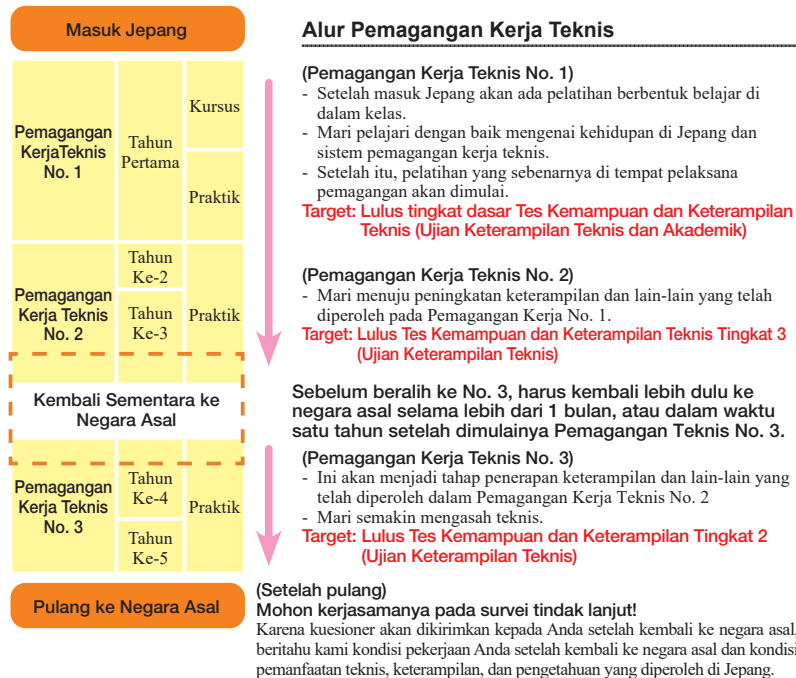 Masuk Jepang
Pemagangan
KerjaTeknis
No. 1
Tahun
Pertama
Kursus
Praktik
Pemagangan
Kerja Teknis
No. 2
Tahun
Ke-2
Tahun
Ke-3
Praktik
Kembali Sementara ke
Negara Asal
Pemagangan
Kerja Teknis
No. 3
Tahun
Ke-4
Tahun
Ke-5
Praktik
Pulang ke Negara Asal
Alur Pemagangan Kerja Teknis
(Pemagangan Kerja Teknis No. 1)
- Setelah masuk Jepang akan ada pelatihan berbentuk belajar di
dalam kelas.
- Mari pelajari dengan baik mengenai kehidupan di Jepang dan
sistem pemagangan kerja teknis.
- Setelah itu, pelatihan yang sebenarnya di tempat pelaksana
pemagangan akan dimulai.
Target: Lulus tingkat dasar Tes Kemampuan dan Keterampilan
Teknis (Ujian Keterampilan Teknis dan Akademik)
(Pemagangan Kerja Teknis No. 2)
- Mari menuju peningkatan keterampilan dan lain-lain yang telah
diperoleh pada Pemagangan Kerja No. 1.
Target: Lulus Tes Kemampuan dan Keterampilan Teknis Tingkat 3
(Ujian Keterampilan Teknis)
Sebelum beralih ke No. 3, harus kembali lebih dulu ke
negara asal selama lebih dari 1 bulan, atau dalam waktu
satu tahun setelah dimulainya Pemagangan Teknis No. 3.
(Pemagangan Kerja Teknis No. 3)
- Ini akan menjadi tahap penerapan keterampilan dan lain-lain yang
telah diperoleh dalam Pemagangan Kerja Teknis No. 2
- Mari semakin mengasah teknis.
Target: Lulus Tes Kemampuan dan Keterampilan Tingkat 2
(Ujian Keterampilan Teknis)
(Setelah pulang)
Mohon kerjasamanya pada survei tindak lanjut!
Karena kuesioner akan dikirimkan kepada Anda setelah kembali ke negara asal,
beritahu kami kondisi pekerjaan Anda setelah kembali ke negara asal dan kondisi
pemanfaatan teknis, keterampilan, dan pengetahuan yang diperoleh di Jepang.